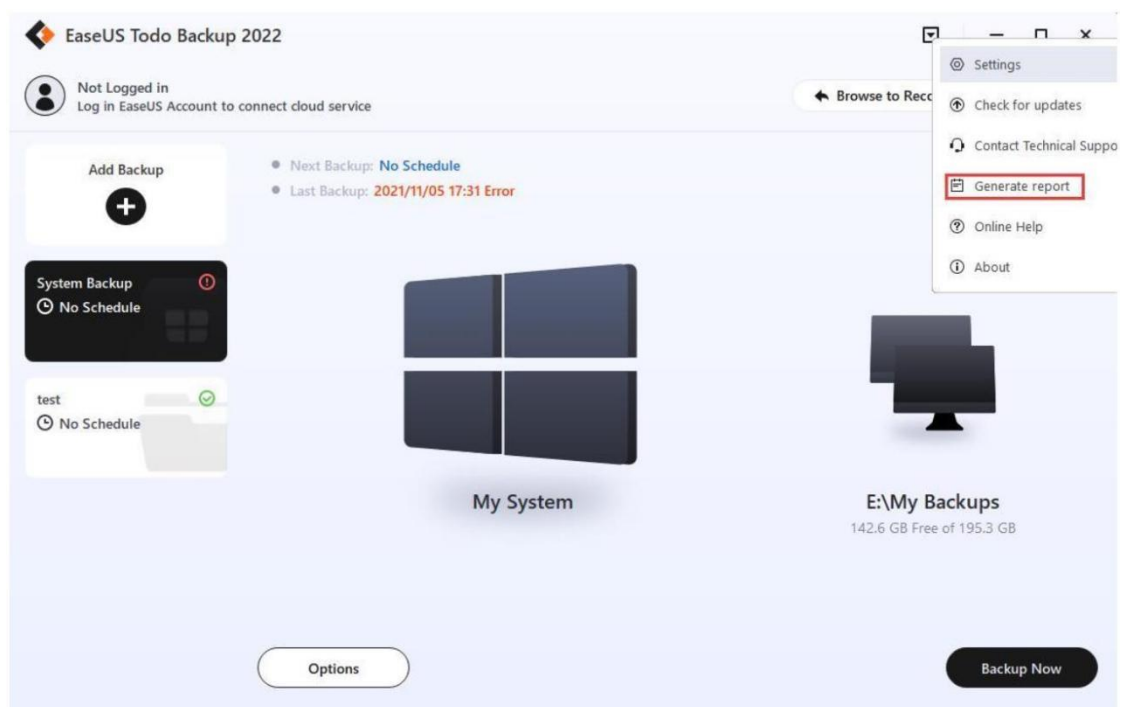 EaseUS Todo Backup 2022
Not Logged in
Log in EaseUS Account to connect cloud service
Browse to Reco
Settings
Check for updates
Contact Technical Suppo
Generate report
Online Help
About
Add Backup
Next Backup: No Schedule
Last Backup: 2021/11/05 17:31 Error
System Backup
No Schedule
test
No Schedule
My System
E:\My Backups
142.6 GB Free of 195.3 GB
Options
Backup Now